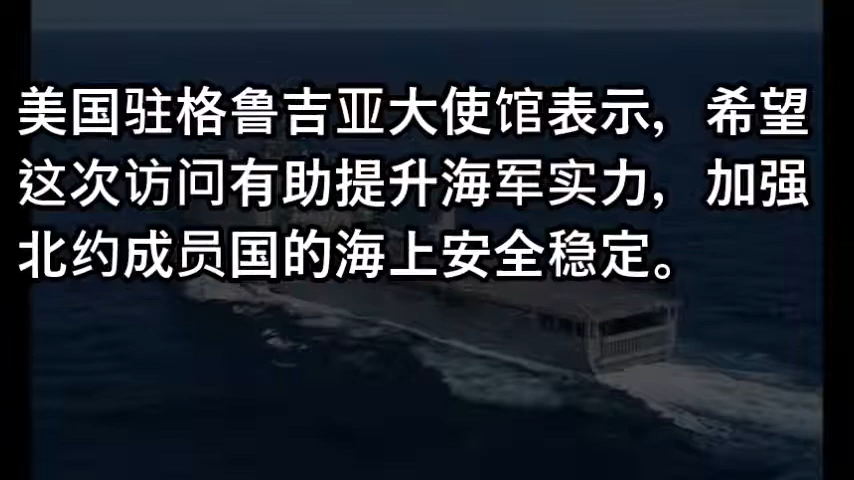 美国驻格鲁吉亚大使馆表示，希望
这次访问有助提升海军实力，加强
北约成员国的海上安全稳定。